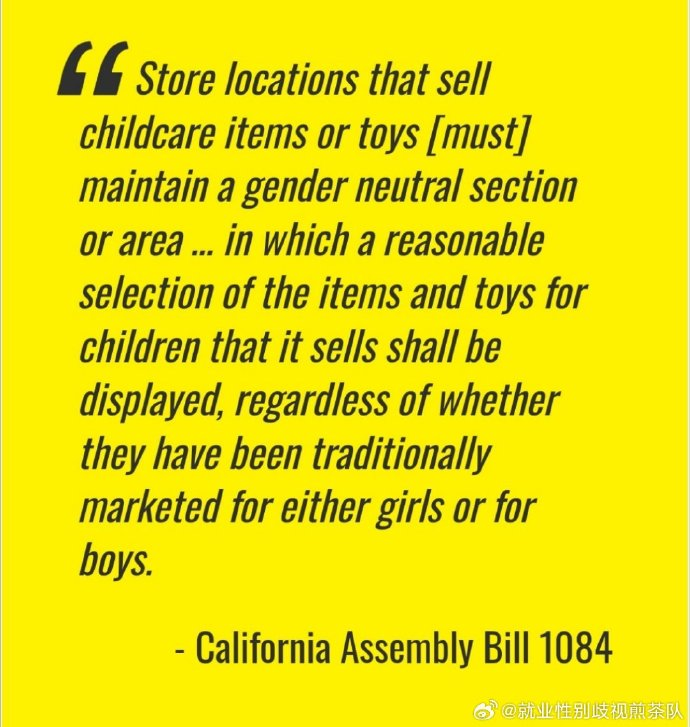 “ Store locations that sell
childcare items or toys [must]
maintain a gender neutral section
or area ... in which a reasonable
selection of the items and toys for
children that it sells shall be
displayed, regardless of whether
they have been traditionally
marketed for either girls or for
boys.
- California Assembly Bill 1084
@就业性别歧视煎茶队